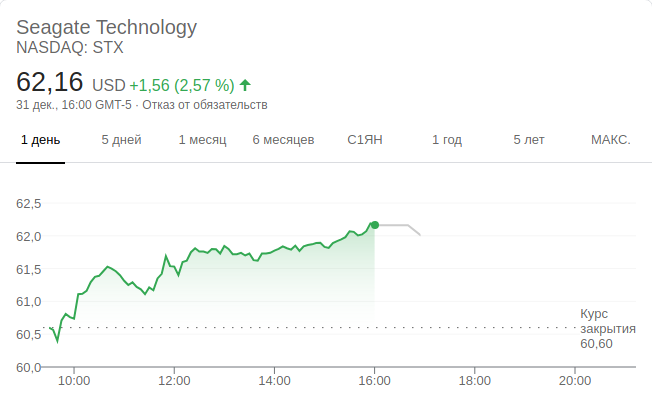 Seagate Technology
NASDAQ: STX
62,16 USD +1,56 (2,57 %)
31 дек., 16:00 GMT-5 · Отказ от обязательств
1 день 5 дней 1 месяц 6 месяцев С1ЯН 1 год 5 лет МАКС.
62,5
62,0
61,5
61,0
60,5
60,0
Курс
закрытия
60,60
10:00 12:00 14:00 16:00 18:00 20:00